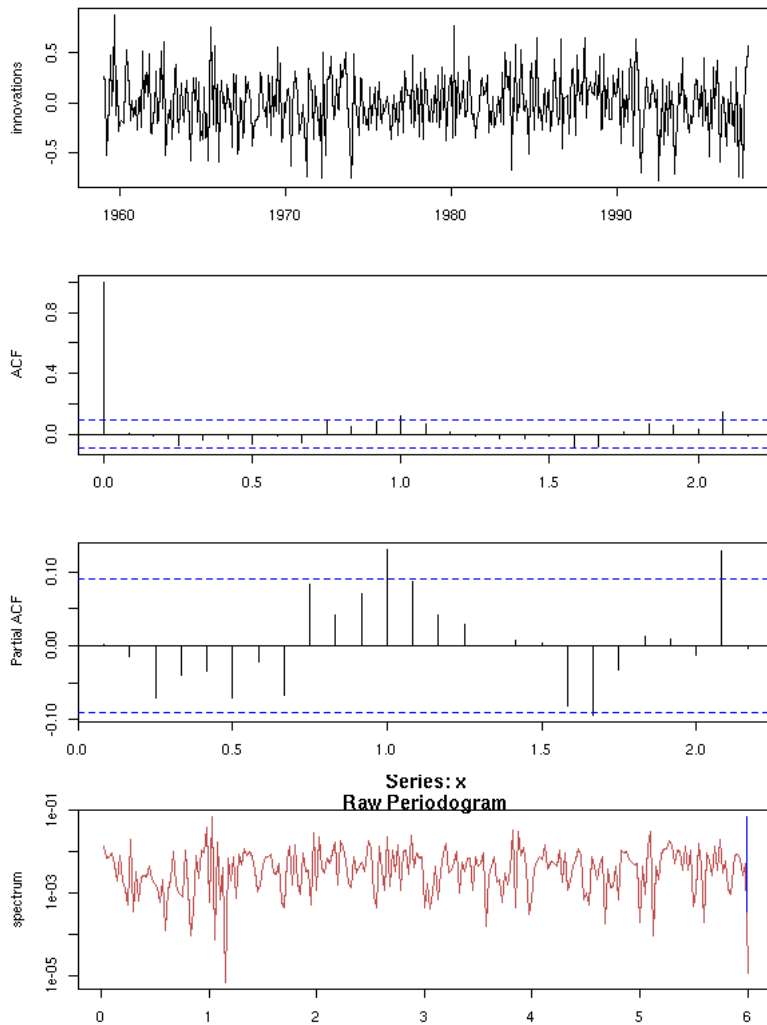 innovations
0.5
0.0
-0.5
1960 1970 1980 1990
ACF
0.8
0.4
0.0
0.0 0.5 1.0 1.5 2.0
Partial ACF
0.10
0.00
-0.10
0.0 0.5 1.0 1.5 2.0
Series: x
Raw Periodogram
spectrum
1e-01
1e-03
1e-05
0 1 2 3 4 5 6